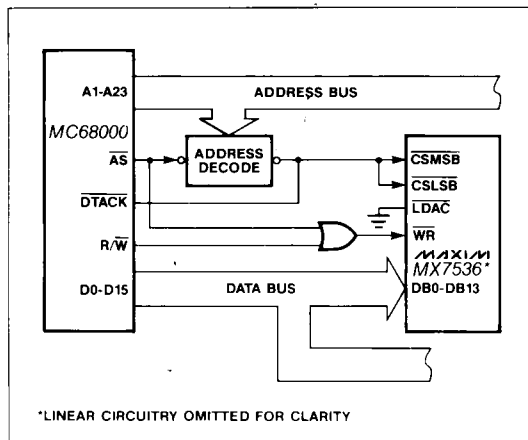 A1-A23
ADDRESS BUS
MC68000
AS
ADDRESS
DECODE
CSMSB
CSLSB
DTACK
LDAC
R/W
WR
MAXIM
MX7536*
D0-D15
DATA BUS
DB0-DB13
*LINEAR CIRCUITRY OMITTED FOR CLARITY